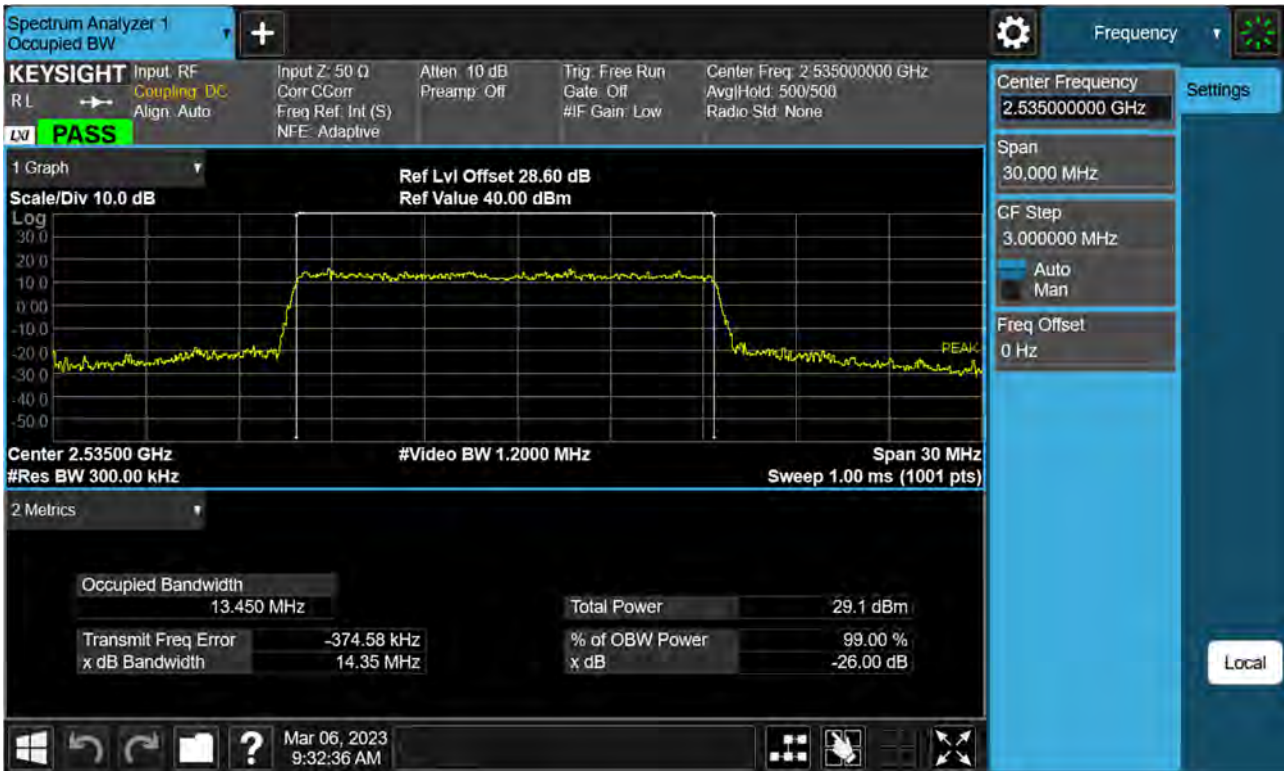 Spectrum Analyzer 1
Occupied BW
+
Frequency
KEYSIGHT
RL
LXI
PASS
Input: RF
Coupling: DC
Align: Auto
Input Z: 50 Ω
Corr CCorr
Freq Ref: Int (S)
NFE: Adaptive
Atten: 10 dB
Preamp: Off
Trig: Free Run
Gate: Off
#IF Gain: Low
Center Freq: 2.535000000 GHz
Avg|Hold: 500/500
Radio Std: None
Center Frequency
2.535000000 GHz
Settings
Span
30.000 MHz
CF Step
3.000000 MHz
Auto
Man
Freq Offset
0 Hz
Local
1 Graph
Scale/Div 10.0 dB
Ref Lvl Offset 28.60 dB
Ref Value 40.00 dBm
Log
30.0
20.0
10.0
0.00
-10.0
-20.0
-30.0
-40.0
-50.0
PEAK
Center 2.53500 GHz
#Video BW 1.2000 MHz
Span 30 MHz
#Res BW 300.00 kHz
Sweep 1.00 ms (1001 pts)
2 Metrics
Occupied Bandwidth
13.450 MHz
Total Power 29.1 dBm
Transmit Freq Error -374.58 kHz
% of OBW Power 99.00 %
x dB Bandwidth 14.35 MHz
x dB -26.00 dB
?
Mar 06, 2023
9:32:36 AM